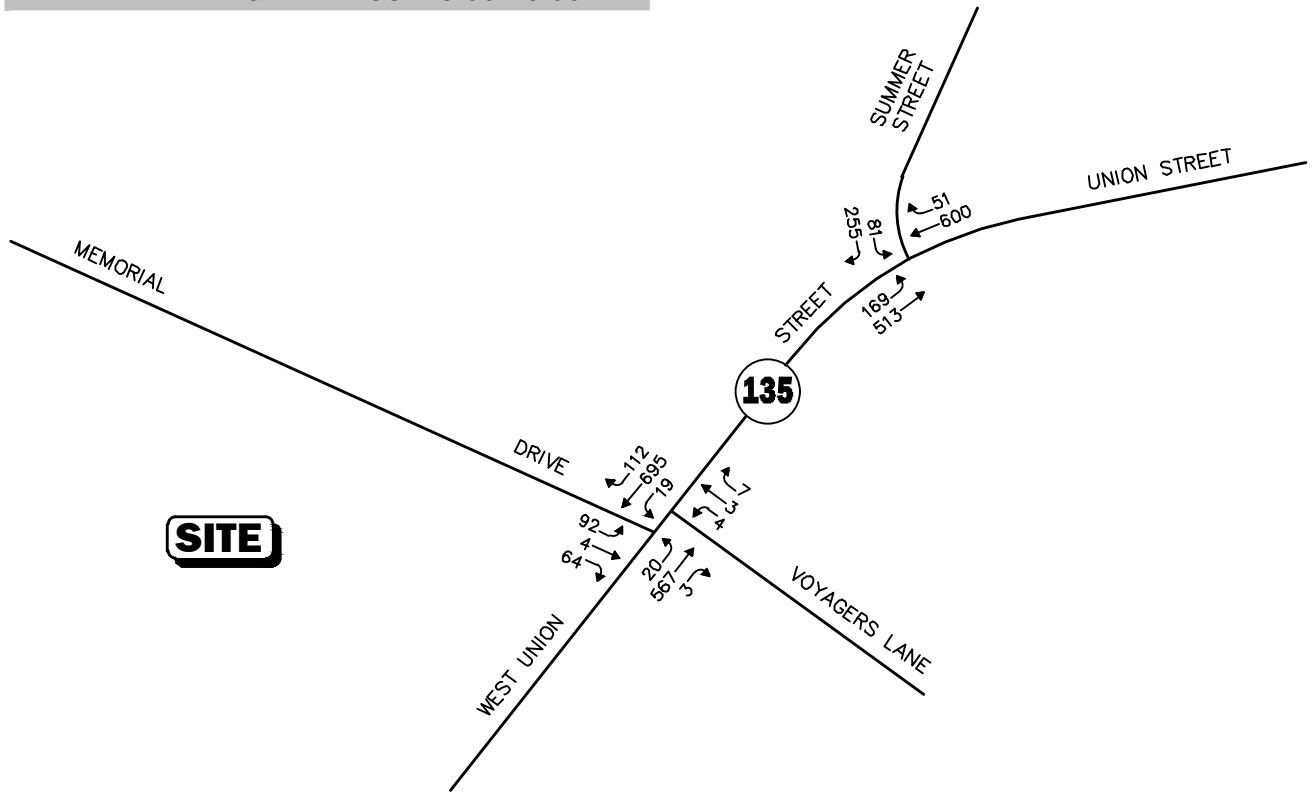 SUMMER
STREET
UNION STREET
51
600
81
255
169
513
STREET
135
MEMORIAL
DRIVE
112
695
19
7
3
4
92
4
64
20
567
3
SITE
VOYAGERS LANE
WEST UNION